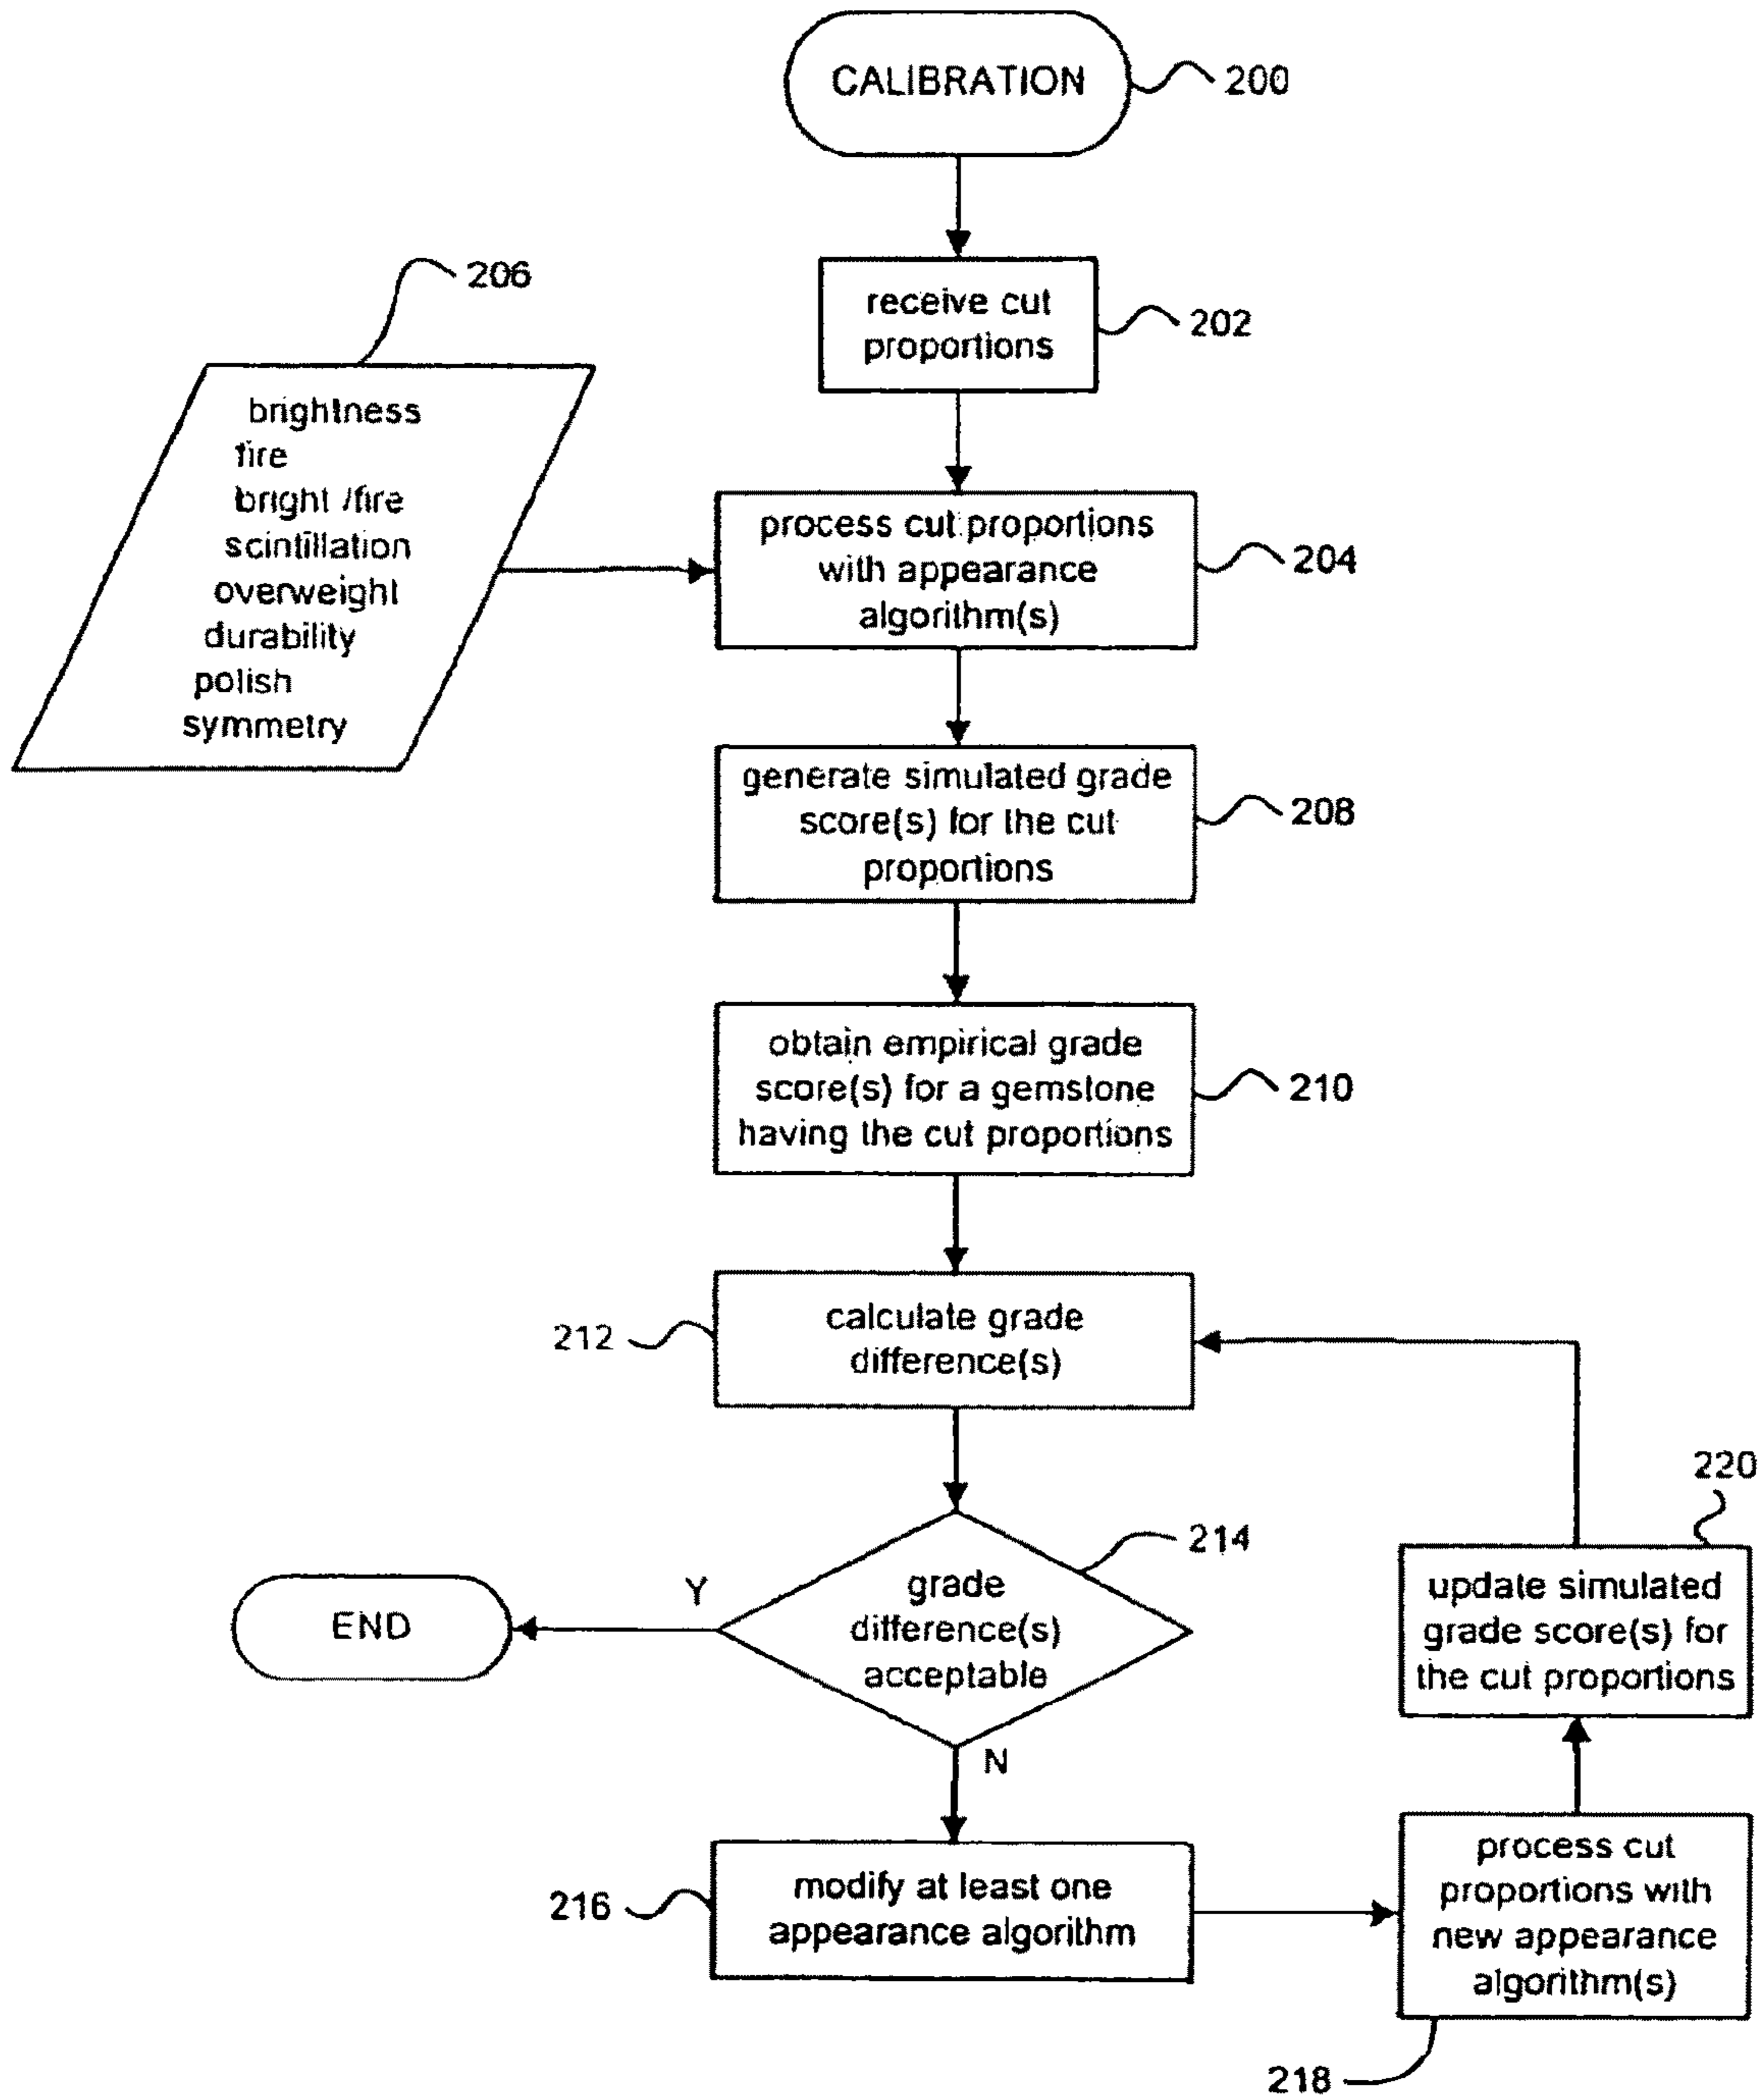 CALIBRATION
200
receive cut
proportions
202
206
brightness
fire
bright /fire
scintillation
overweight
durability
polish
symmetry
process cut proportions
with appearance
algorithm(s)
204
generate simulated grade
score(s) for the cut
proportions
208
obtain empirical grade
score(s) for a gemstone
having the cut proportions
210
212
calculate grade
difference(s)
214
grade
difference(s)
acceptable
Y
END
N
216
modify at least one
appearance algorithm
process cut
proportions with
new appearance
algorithm(s)
218
220
update simulated
grade score(s) for
the cut proportions